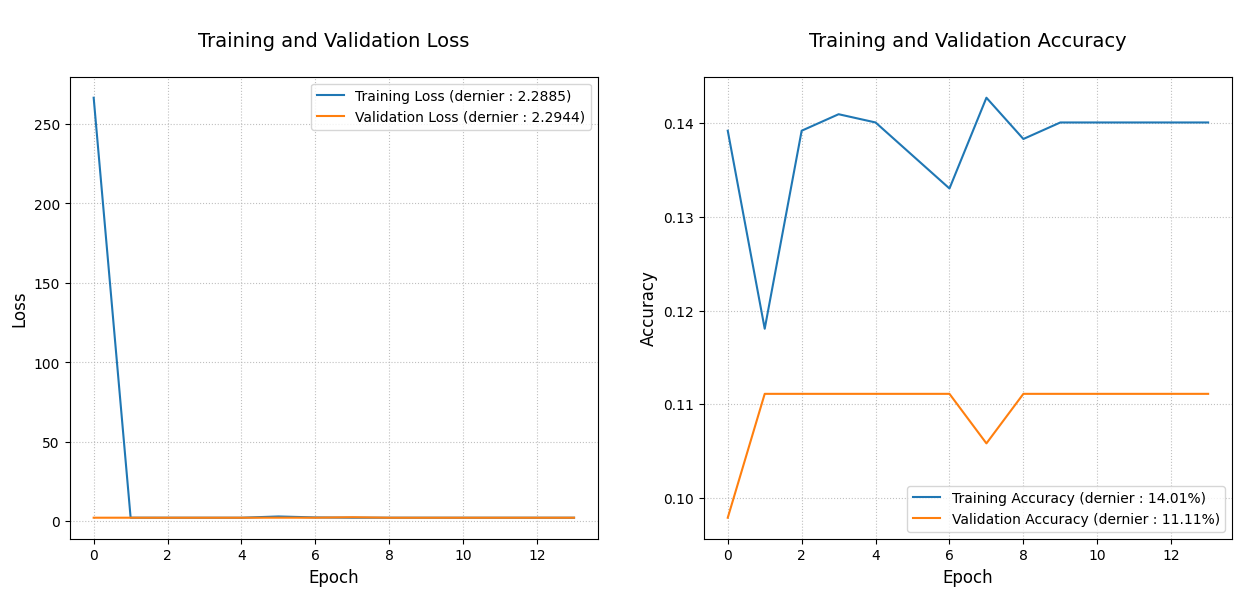 Training and Validation Loss
Training Loss (dernier : 2.2885)
Validation Loss (dernier : 2.2944)
250
200
150
100
50
0
Loss
0 2 4 6 8 10 12
Epoch
Training and Validation Accuracy
0.14
0.13
0.12
0.11
0.10
Accuracy
Training Accuracy (dernier : 14.01%)
Validation Accuracy (dernier : 11.11%)
0 2 4 6 8 10 12
Epoch